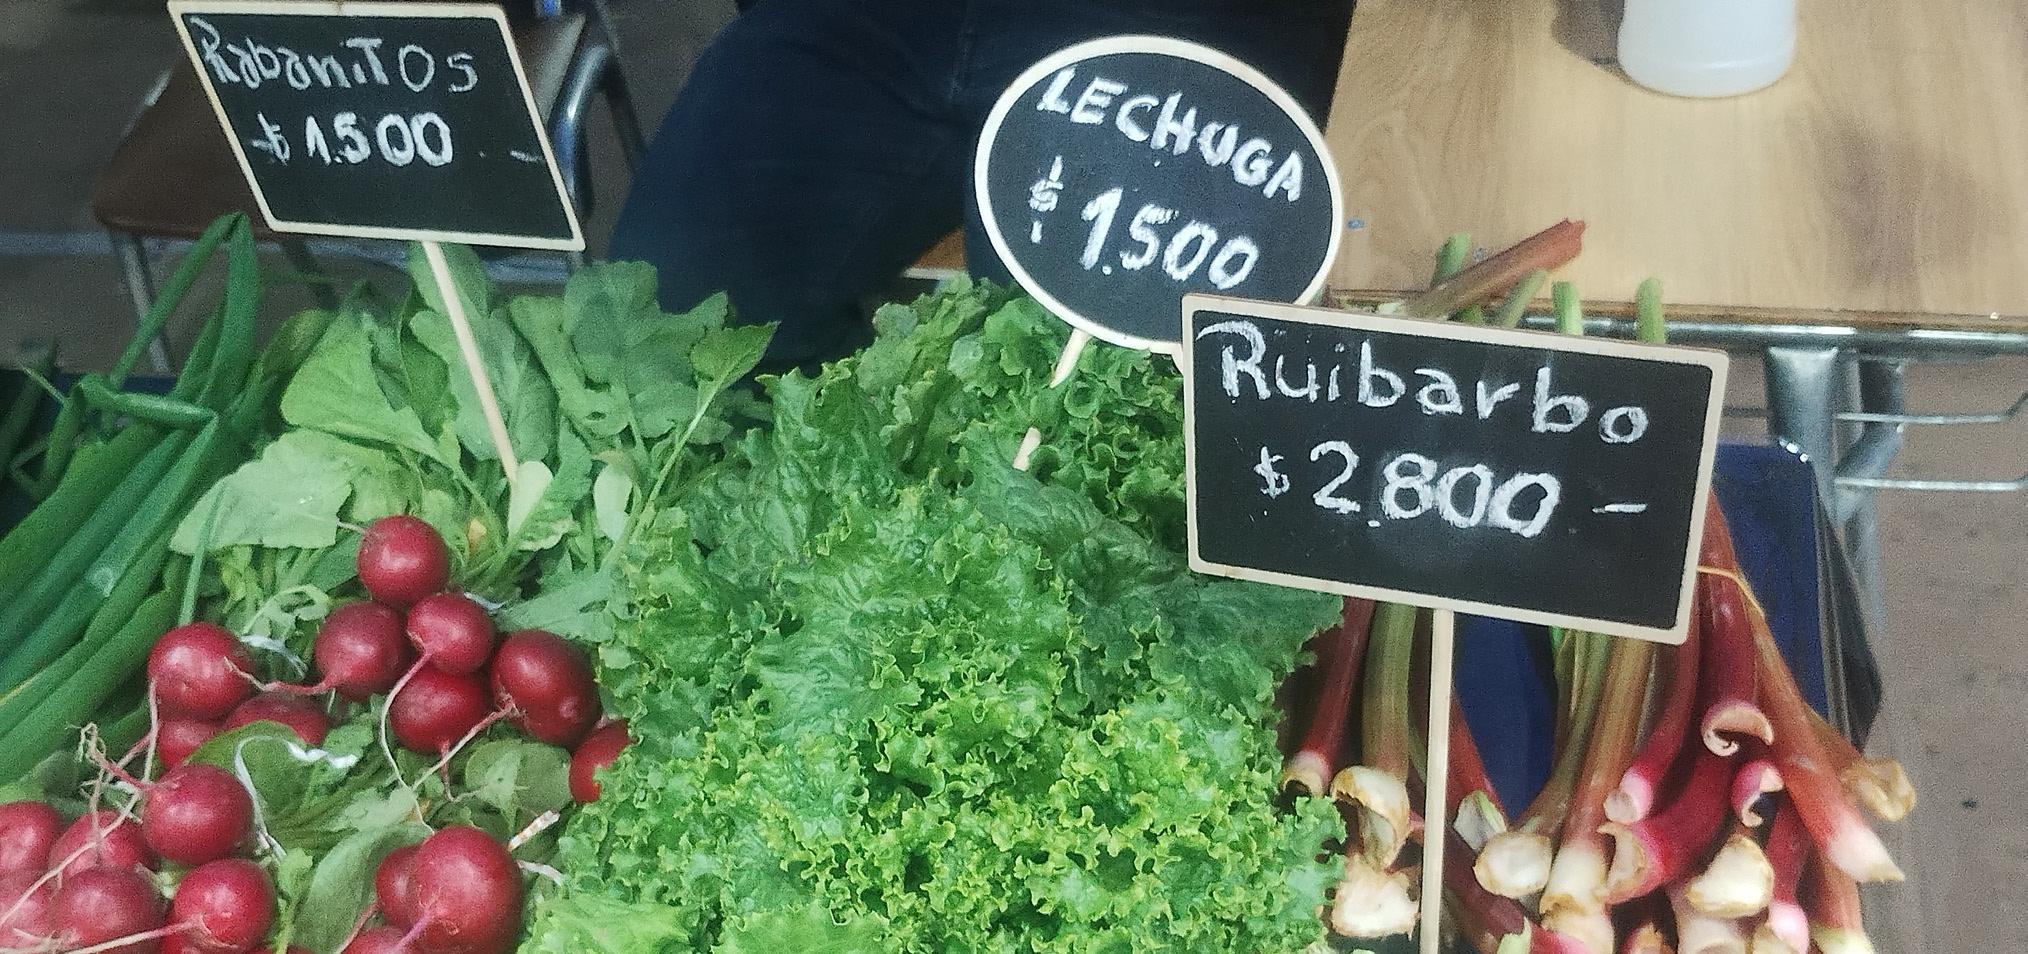 RabaniTOs
$ 1.500 -
LECHUGA
$ 1.500
Ruibarbo
$ 2.800 -